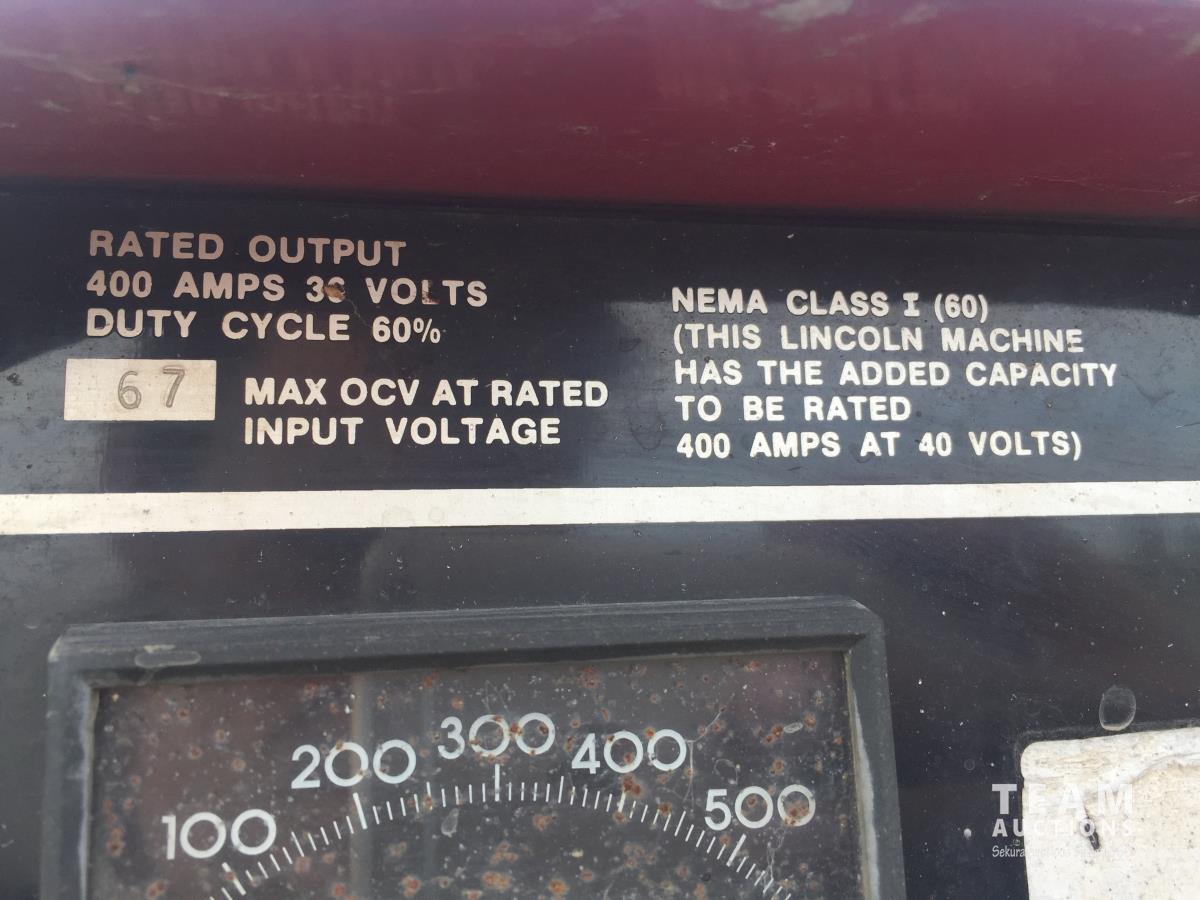 RATED OUTPUT
400 AMPS 36 VOLTS
DUTY CYCLE 60%
67 MAX OCV AT RATED
INPUT VOLTAGE
NEMA CLASS I (60)
(THIS LINCOLN MACHINE
HAS THE ADDED CAPACITY
TO BE RATED
400 AMPS AT 40 VOLTS)
100 200 300 400 500
TEAM
AUCTIONS